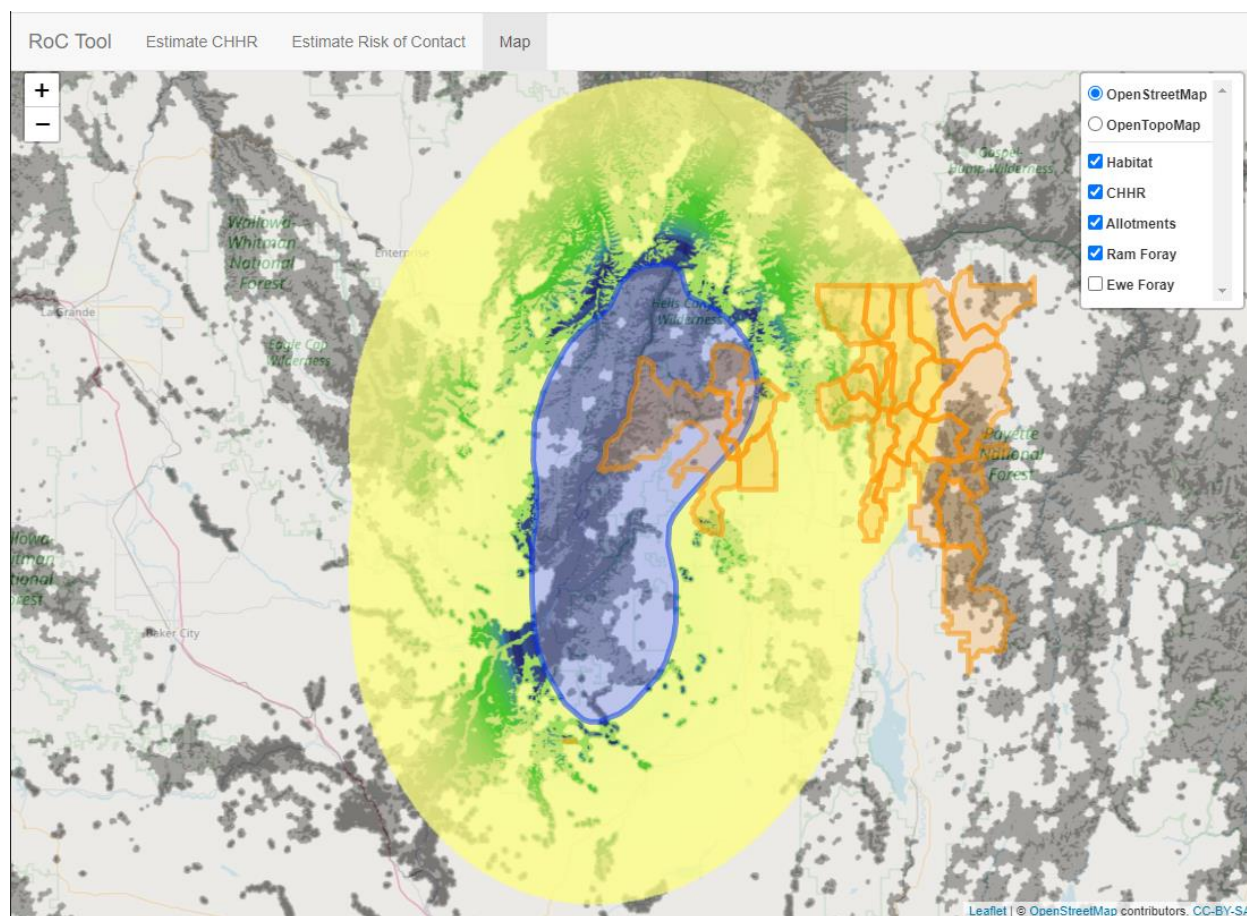 RoC Tool Estimate CHHR Estimate Risk of Contact Map
+
−
OpenStreetMap
OpenTopoMap
Habitat
CHHR
Allotments
Ram Foray
Ewe Foray
Gospel
Hump Wilderness
Wallowa-
Whitman
National
Forest
Enterprise
La Grande
Eagle Cap
Wilderness
Hells Canyon
Wilderness
Payette
National
Forest
Baker City
Leaflet | © OpenStreetMap contributors, CC-BY-SA